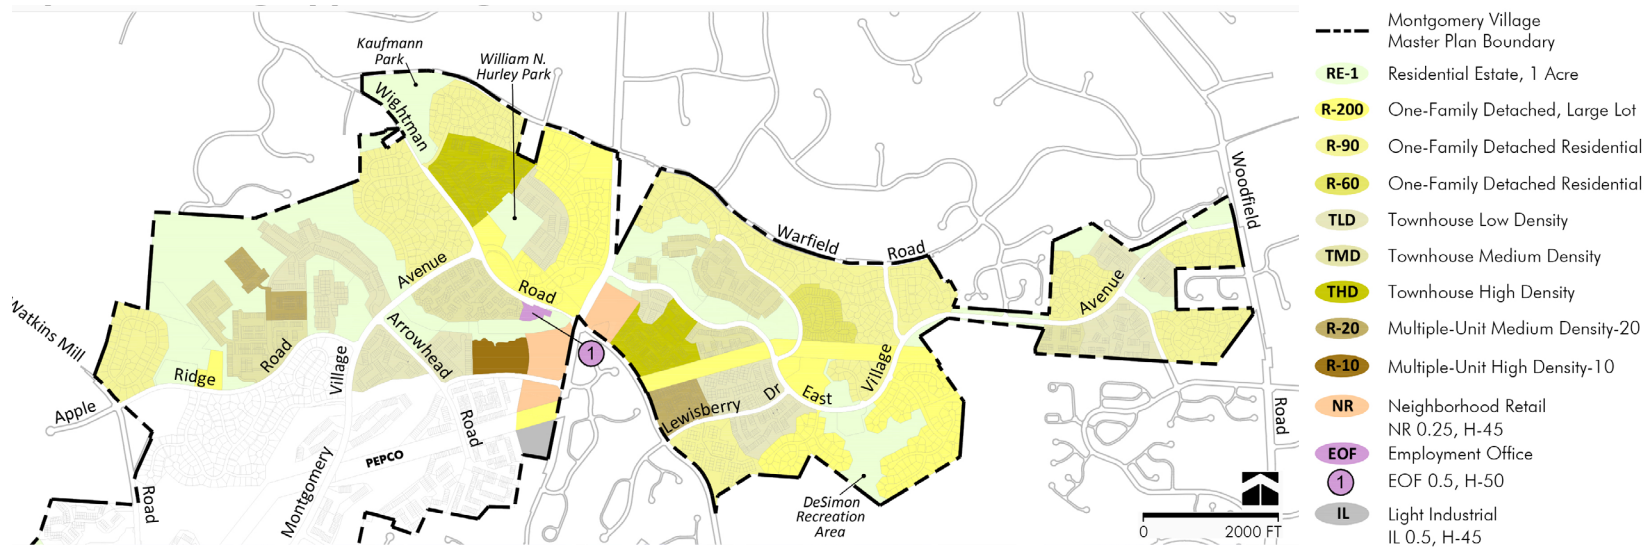 Kaufmann
Park
William N.
Hurley Park
Wightman
Avenue
Road
Warfield
Road
Woodfield
Road
Avenue
Watkins Mill
Road
Apple
Ridge
Road
Village
Montgomery
Arrowhead
Road
PEPCO
1
Lewisberry
Dr
East
Village
DeSimon
Recreation
Area
0
2000 FT
Montgomery Village
Master Plan Boundary
RE-1
Residential Estate, 1 Acre
R-200
One-Family Detached, Large Lot
R-90
One-Family Detached Residential
R-60
One-Family Detached Residential
TLD
Townhouse Low Density
TMD
Townhouse Medium Density
THD
Townhouse High Density
R-20
Multiple-Unit Medium Density-20
R-10
Multiple-Unit High Density-10
NR
Neighborhood Retail
NR 0.25, H-45
EOF
Employment Office
1
EOF 0.5, H-50
IL
Light Industrial
IL 0.5, H-45